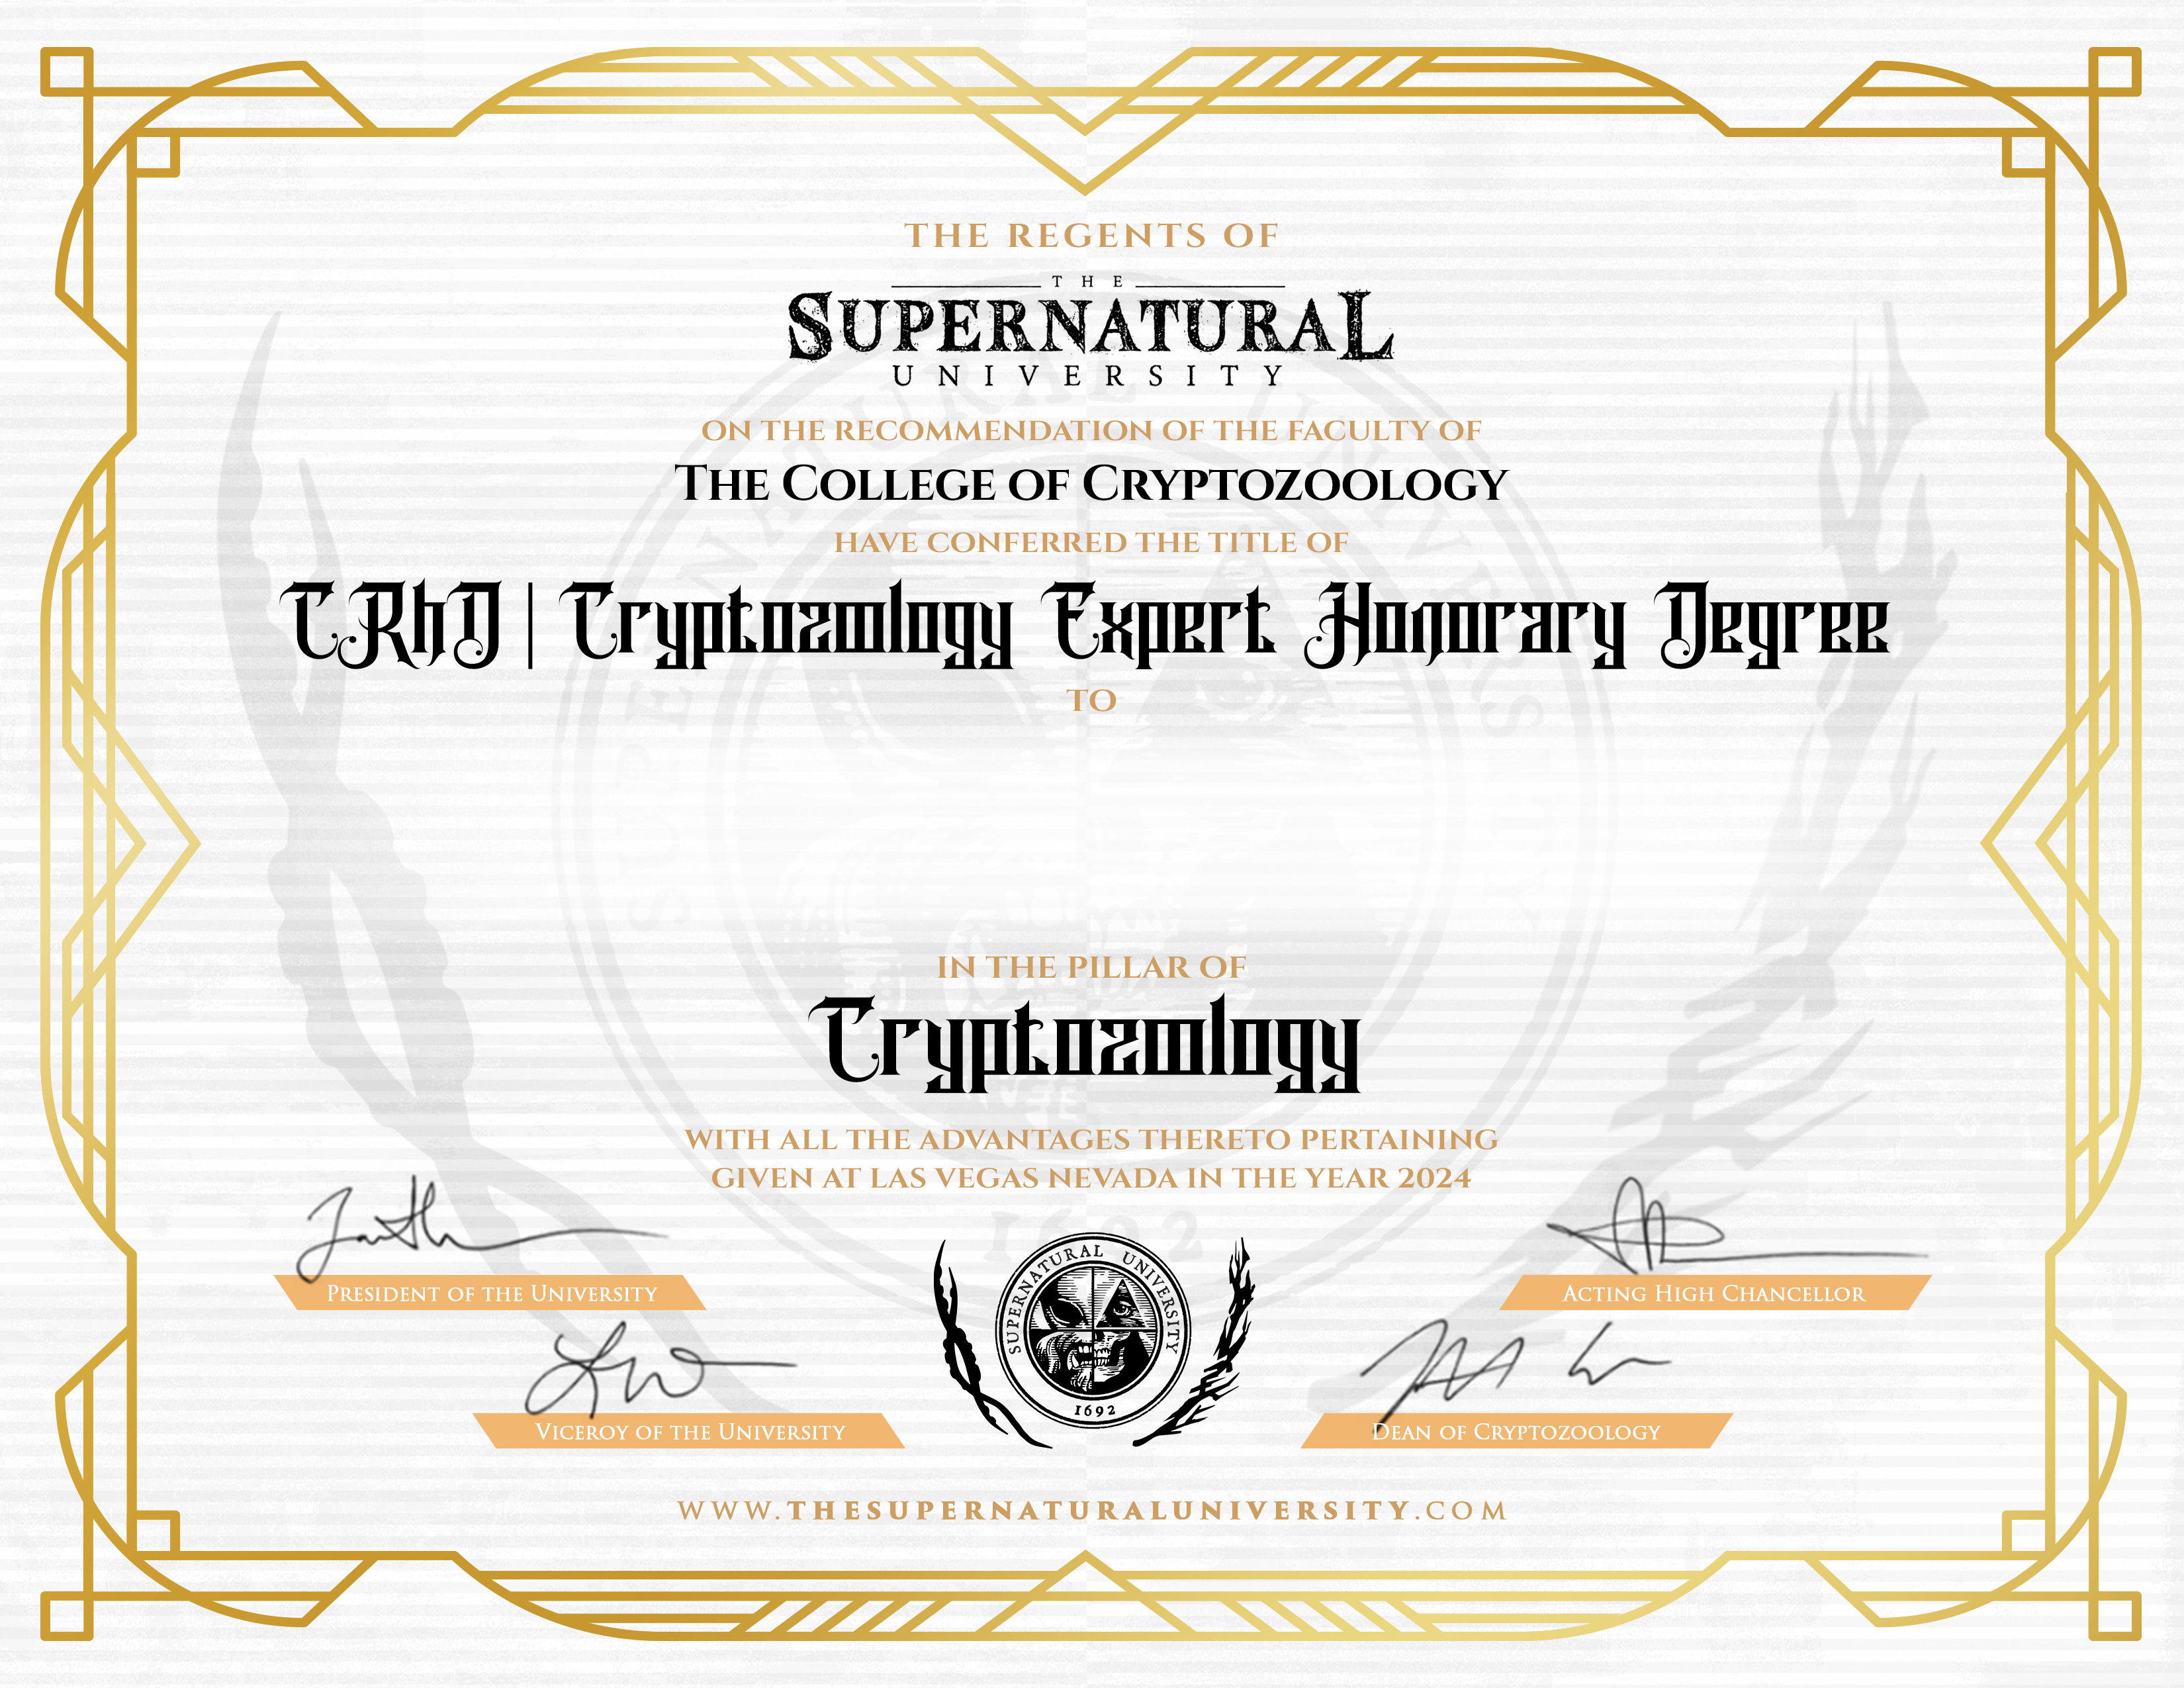 THE REGENTS OF
THE
SUPERNATURAL
UNIVERSITY
ON THE RECOMMENDATION OF THE FACULTY OF
THE COLLEGE OF CRYPTOZOOLOGY
HAVE CONFERRED THE TITLE OF
CRhD | Cryptozoology Expert Honorary Degree
TO
IN THE PILLAR OF
Cryptozoology
WITH ALL THE ADVANTAGES THERETO PERTAINING
GIVEN AT LAS VEGAS NEVADA IN THE YEAR 2024
PRESIDENT OF THE UNIVERSITY
ACTING HIGH CHANCELLOR
SUPERNATURAL UNIVERSITY
1692
VICEROY OF THE UNIVERSITY
DEAN OF CRYPTOZOOLOGY
WWW.THESUPERNATURALUNIVERSITY.COM